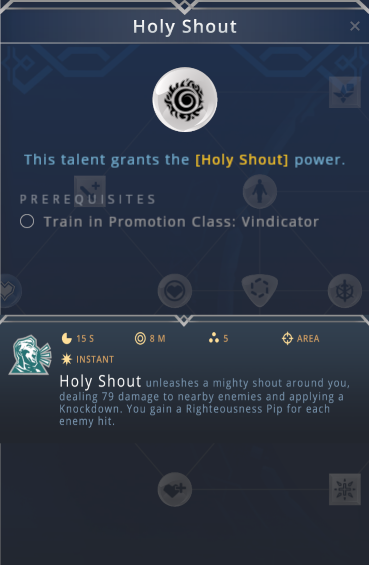 Holy Shout
This talent grants the [Holy Shout] power.
PREREQUISITES
Train in Promotion Class: Vindicator
15 S 8 M 5 AREA
INSTANT
Holy Shout unleashes a mighty shout around you,
dealing 79 damage to nearby enemies and applying a
Knockdown. You gain a Righteousness Pip for each
enemy hit.